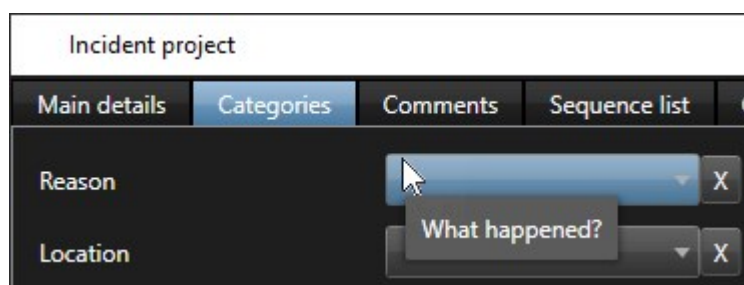 Incident project
Main details Categories Comments Sequence list
Reason X
What happened?
Location X